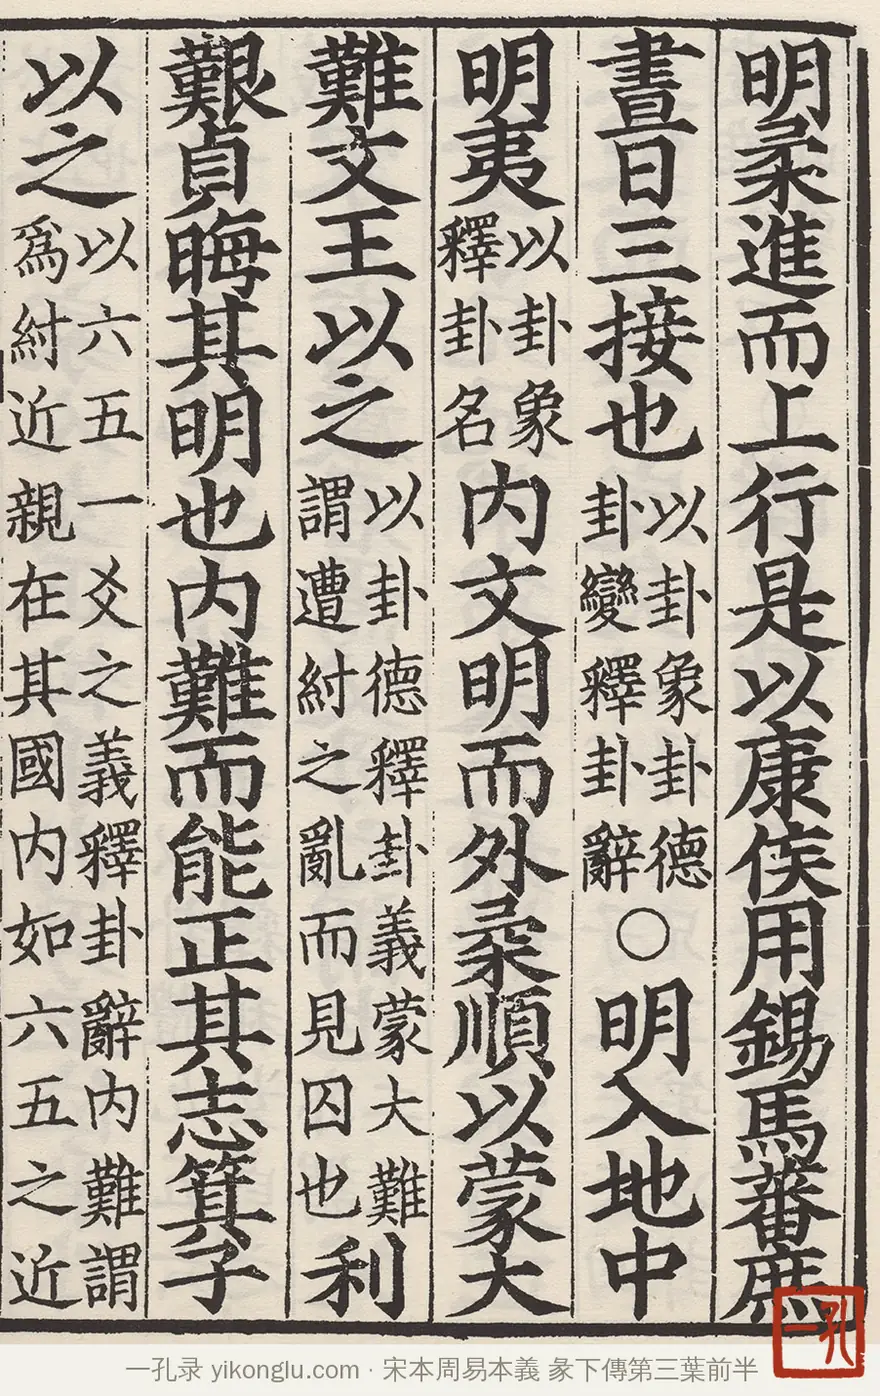 明柔進而上行是以康侯用錫馬蕃庶
晝日三接也以卦象卦德卦變釋卦辭○明入地中
明夷以卦象釋卦名内文明而外柔順以蒙大
難文王以之以卦德釋卦義蒙大難謂遭紂之亂而見囚也利
艱貞晦其明也内難而能正其志箕子
以之以六五一爻之義釋卦辭内難謂爲紂近親在其國内如六五之近
一孔
一孔录 yikonglu.com · 宋本周易本義 彖下傳第三葉前半